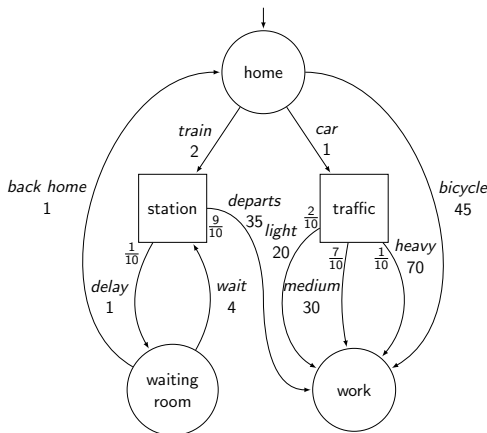 home
train
2
car
1
back home
1
bicycle
45
station
9/10
departs
35
light
20
2/10
traffic
1/10
delay
1
wait
4
medium
30
7/10
1/10
heavy
70
waiting
room
work